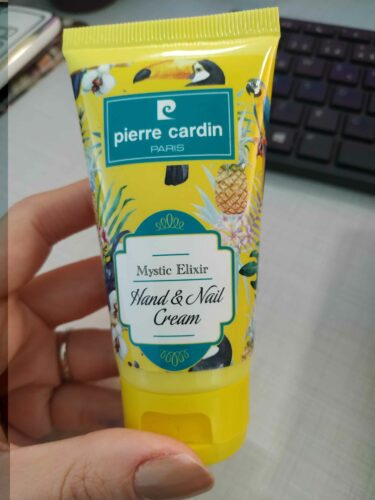 pierre cardin
PARIS
Mystic Elixir
Hand & Nail
Cream